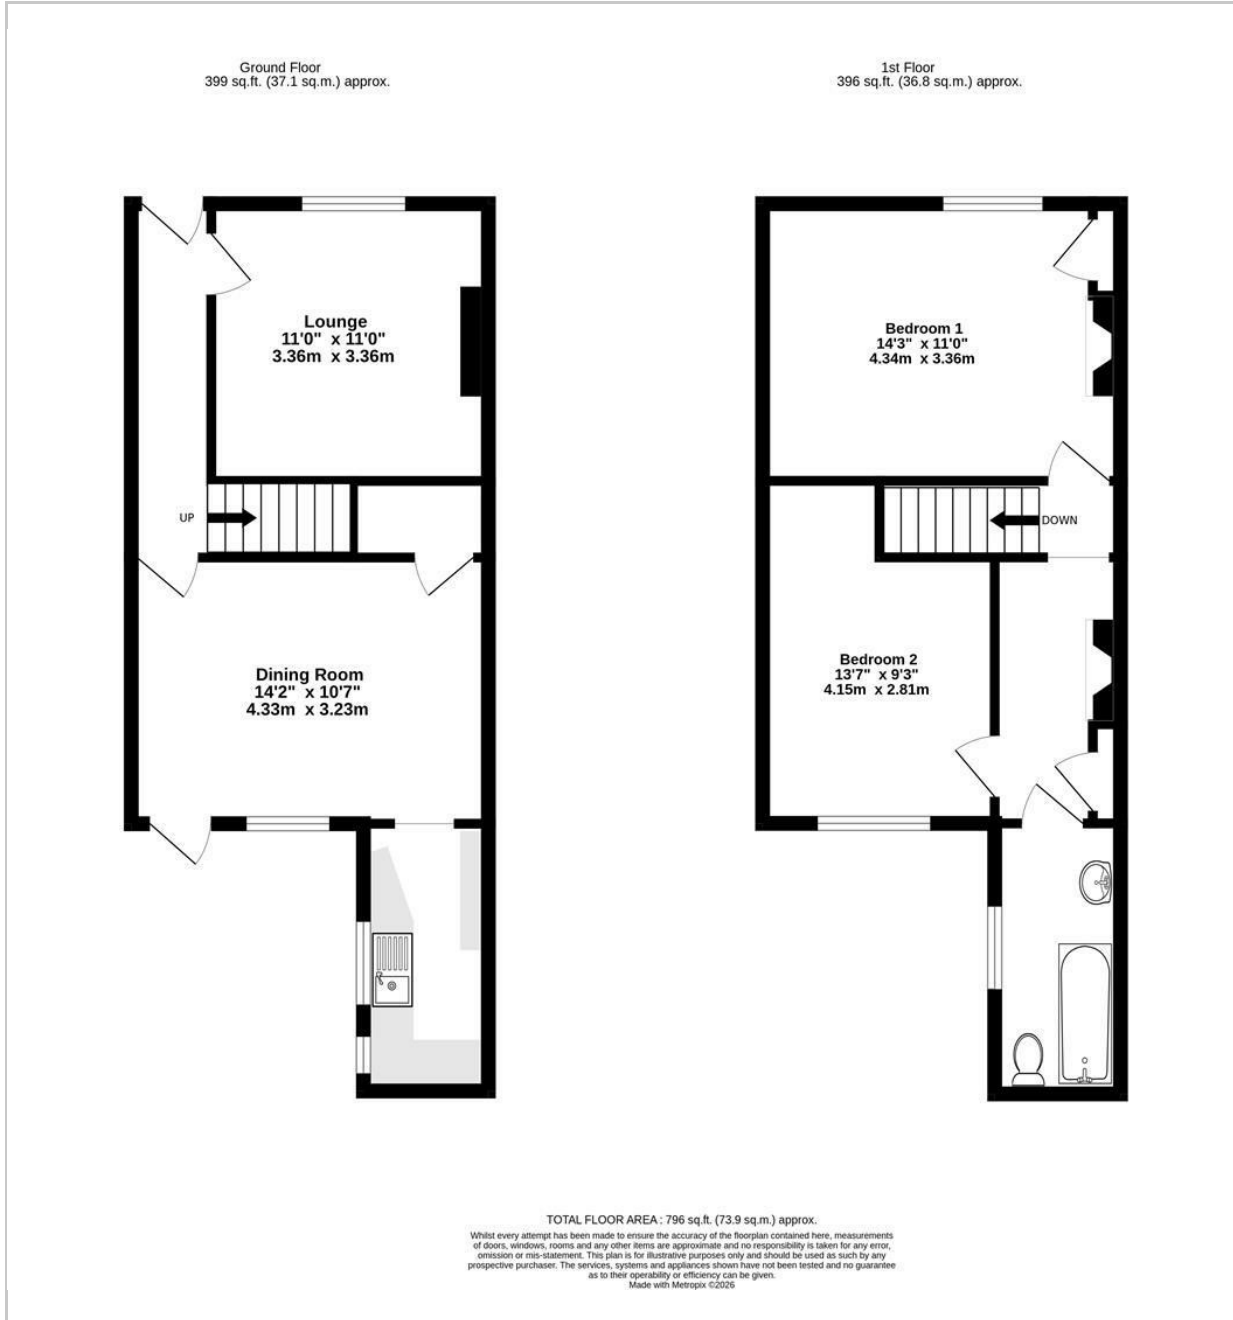 Ground Floor
399 sq.ft. (37.1 sq.m.) approx.
1st Floor
396 sq.ft. (36.8 sq.m.) approx.
Lounge
11'0" x 11'0"
3.36m x 3.36m
UP
Dining Room
14'2" x 10'7"
4.33m x 3.23m
Bedroom 1
14'3" x 11'0"
4.34m x 3.36m
DOWN
Bedroom 2
13'7" x 9'3"
4.15m x 2.81m
TOTAL FLOOR AREA : 796 sq.ft. (73.9 sq.m.) approx.
Whilst every attempt has been made to ensure the accuracy of the floorplan contained here, measurements
of doors, windows, rooms and any other items are approximate and no responsibility is taken for any error,
omission or mis-statement. This plan is for illustrative purposes only and should be used as such by any
prospective purchaser. The services, systems and appliances shown have not been tested and no guarantee
as to their operability or efficiency can be given.
Made with Metropix ©2026